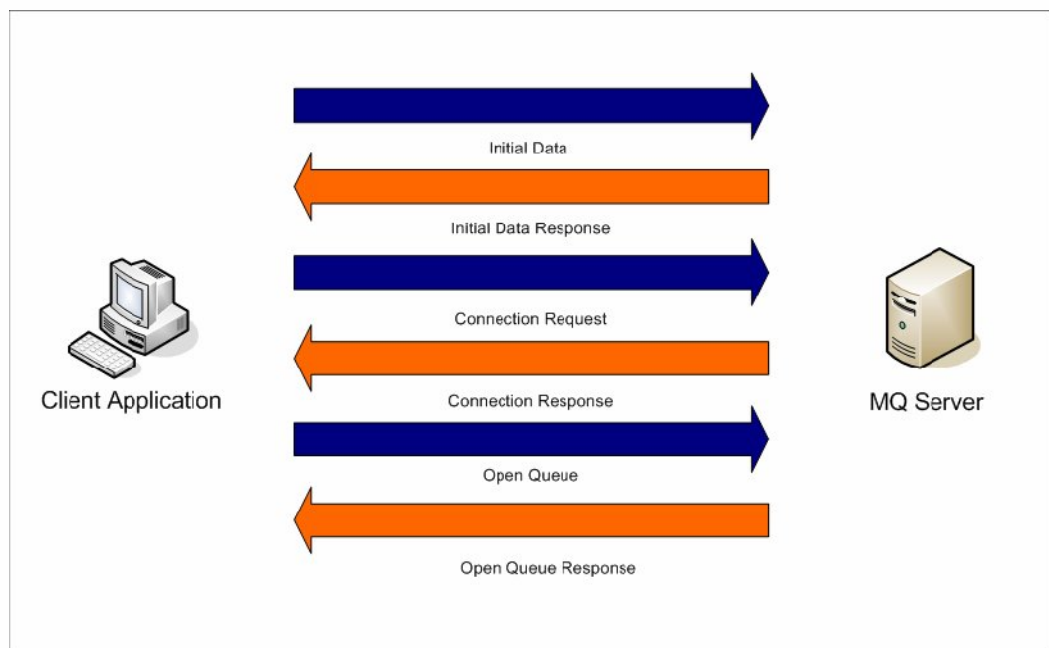 Initial Data
Initial Data Response
Connection Request
Client Application
MQ Server
Connection Response
Open Queue
Open Queue Response